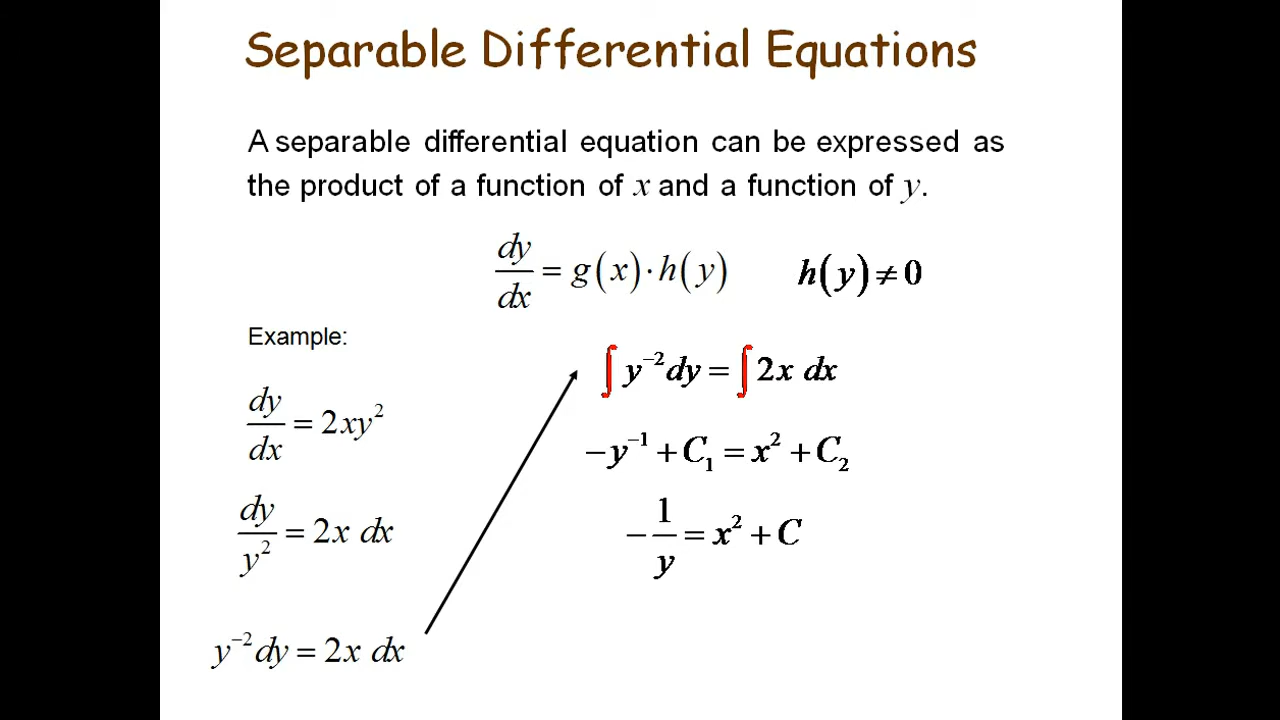 Separable Differential Equations
A separable differential equation can be expressed as
the product of a function of x and a function of y.
dy/dx = g(x)·h(y)    h(y) ≠ 0
Example:
dy/dx = 2xy²
dy/y² = 2x dx
y⁻²dy = 2x dx
∫ y⁻²dy = ∫ 2x dx
−y⁻¹ + C₁ = x² + C₂
−1/y = x² + C